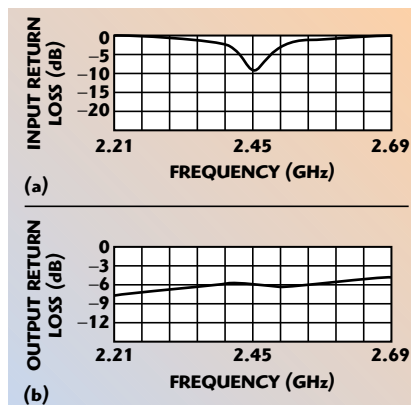 INPUT RETURN
LOSS (dB)
0
−5
−10
−15
−20
2.21
2.45
2.69
FREQUENCY (GHz)
(a)
OUTPUT RETURN
LOSS (dB)
0
−3
−6
−9
−12
2.21
2.45
2.69
FREQUENCY (GHz)
(b)